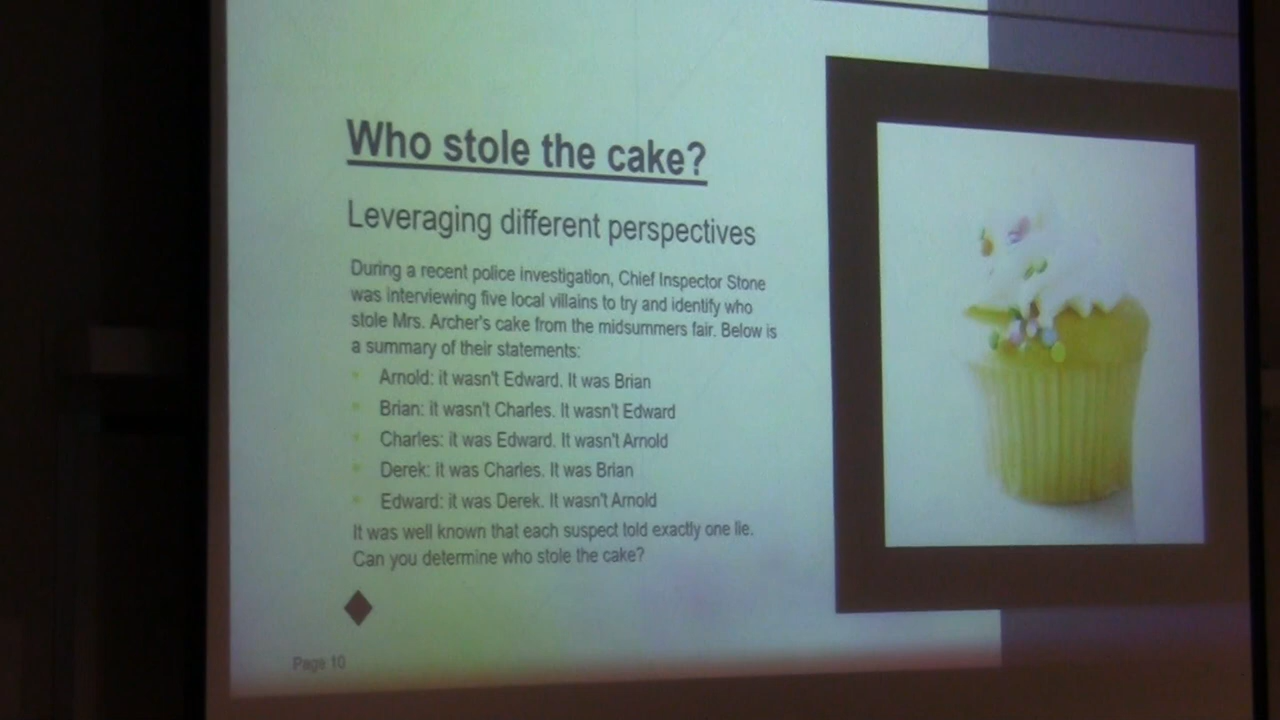 Who stole the cake?
Leveraging different perspectives
During a recent police investigation, Chief Inspector Stone
was interviewing five local villains to try and identify who
stole Mrs. Archer's cake from the midsummers fair. Below is
a summary of their statements:
Arnold: it wasn't Edward. It was Brian
Brian: it wasn't Charles. It wasn't Edward
Charles: it was Edward. It wasn't Arnold
Derek: it was Charles. It was Brian
Edward: it was Derek. It wasn't Arnold
It was well known that each suspect told exactly one lie.
Can you determine who stole the cake?
Page 10